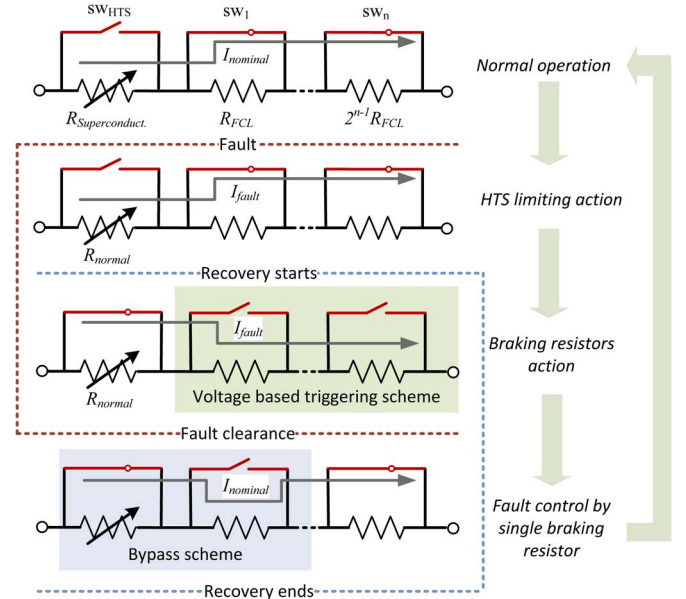 SW_HTS SW_1 SW_n
I_nominal
R_Superconduct. R_FCL 2^{n-1}R_FCL
Normal operation
Fault
I_fault
R_normal
HTS limiting action
Recovery starts
I_fault
R_normal
Voltage based triggering scheme
Braking resistors
action
Fault clearance
I_nominal
Bypass scheme
Fault control by
single braking
resistor
Recovery ends